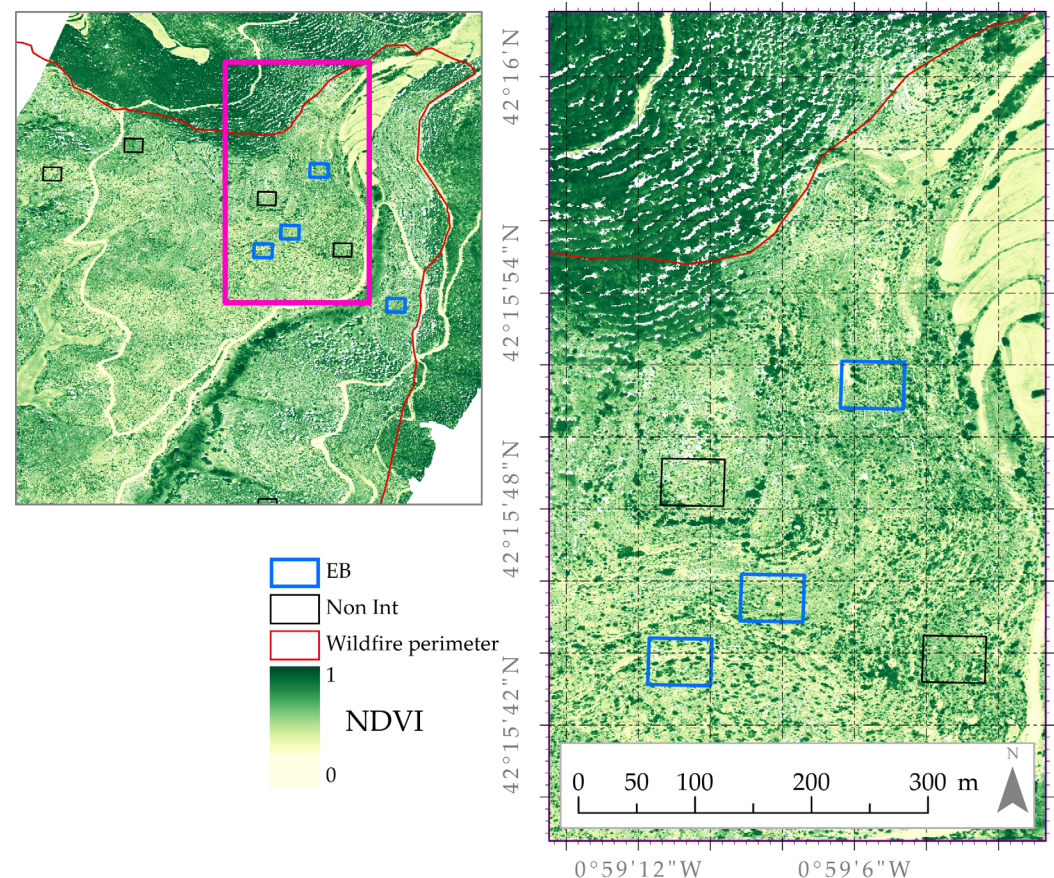 42°16'N
42°15'54"N
42°15'48"N
42°15'42"N
EB
Non Int
Wildfire perimeter
1
NDVI
0
N
0 50 100 200 300 m
0°59'12"W 0°59'6"W